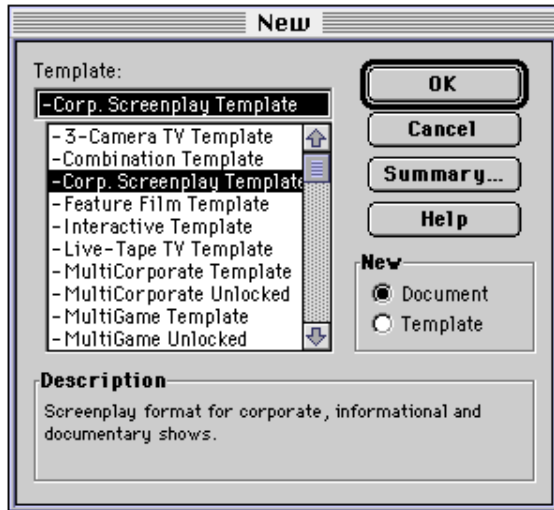 New
Template:
-Corp. Screenplay Template
-3-Camera TV Template
-Combination Template
-Corp. Screenplay Template
-Feature Film Template
-Interactive Template
-Live-Tape TV Template
-MultiCorporate Template
-MultiCorporate Unlocked
-MultiGame Template
-MultiGame Unlocked
OK
Cancel
Summary...
Help
New
Document
Template
Description
Screenplay format for corporate, informational and
documentary shows.